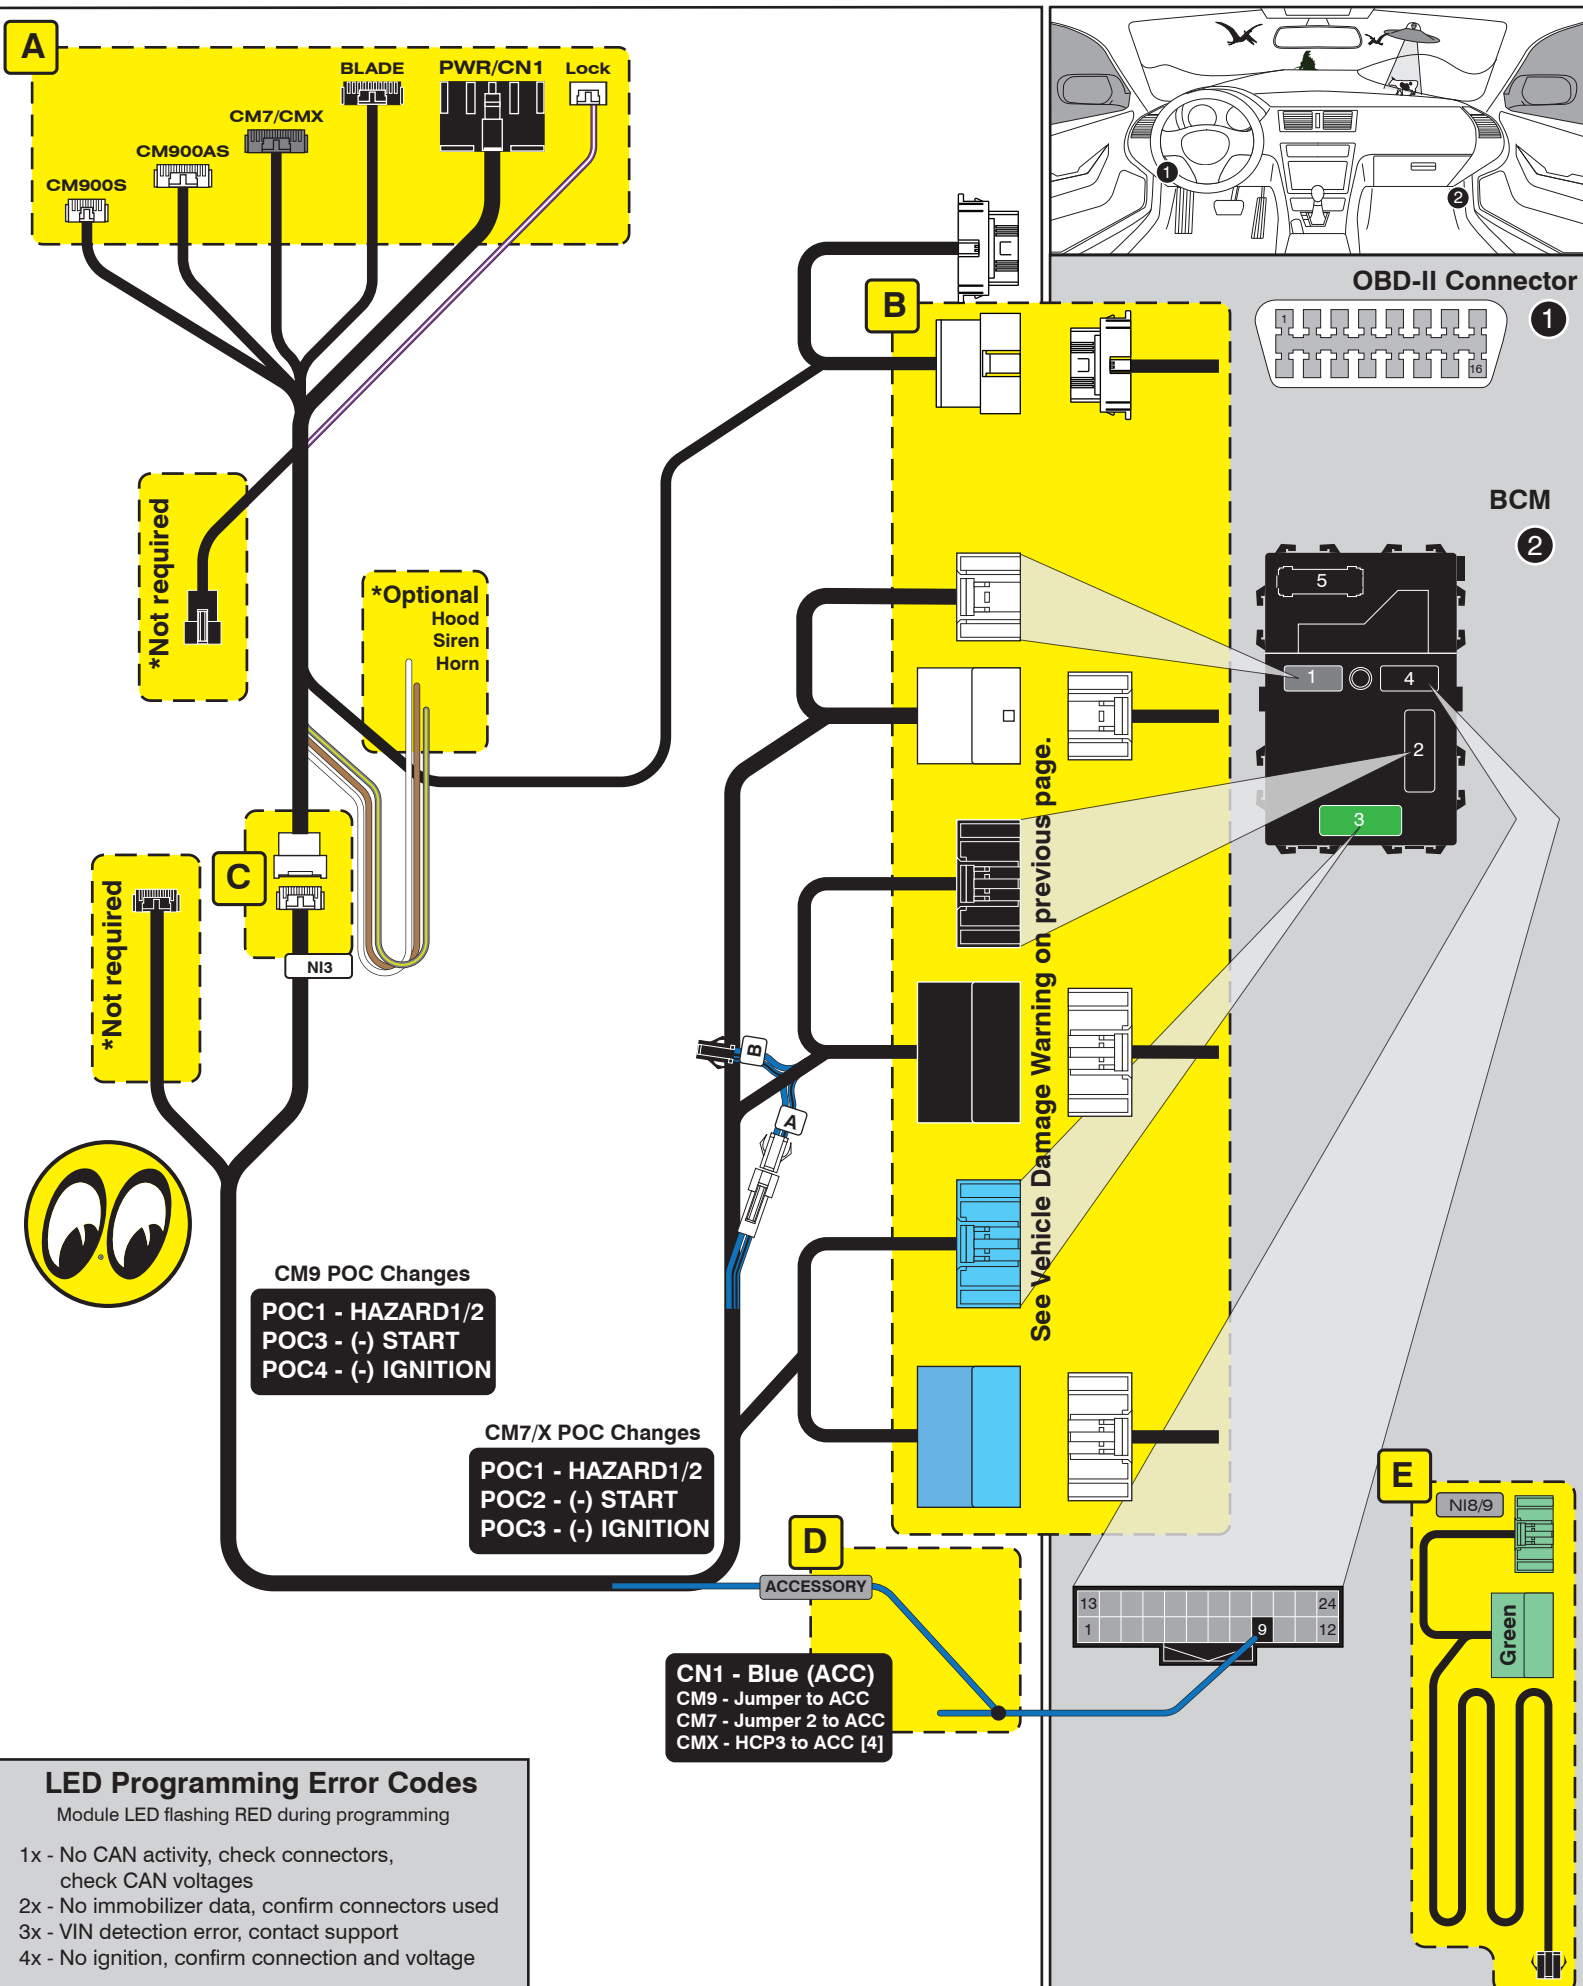 A
BLADE
PWR/CN1
Lock
CM7/CMX
CM900AS
CM900S
1
2
OBD-II Connector
1
1
16
B
BCM
2
5
1
4
2
3
*Not required
*Optional
Hood
Siren
Horn
See Vehicle Damage Warning on previous page.
C
*Not required
NI3
B
A
CM9 POC Changes
POC1 - HAZARD1/2
POC3 - (-) START
POC4 - (-) IGNITION
CM7/X POC Changes
POC1 - HAZARD1/2
POC2 - (-) START
POC3 - (-) IGNITION
D
ACCESSORY
CN1 - Blue (ACC)
CM9 - Jumper to ACC
CM7 - Jumper 2 to ACC
CMX - HCP3 to ACC [4]
13
24
1
9
12
E
NI8/9
Green
LED Programming Error Codes
Module LED flashing RED during programming
1x - No CAN activity, check connectors,
check CAN voltages
2x - No immobilizer data, confirm connectors used
3x - VIN detection error, contact support
4x - No ignition, confirm connection and voltage